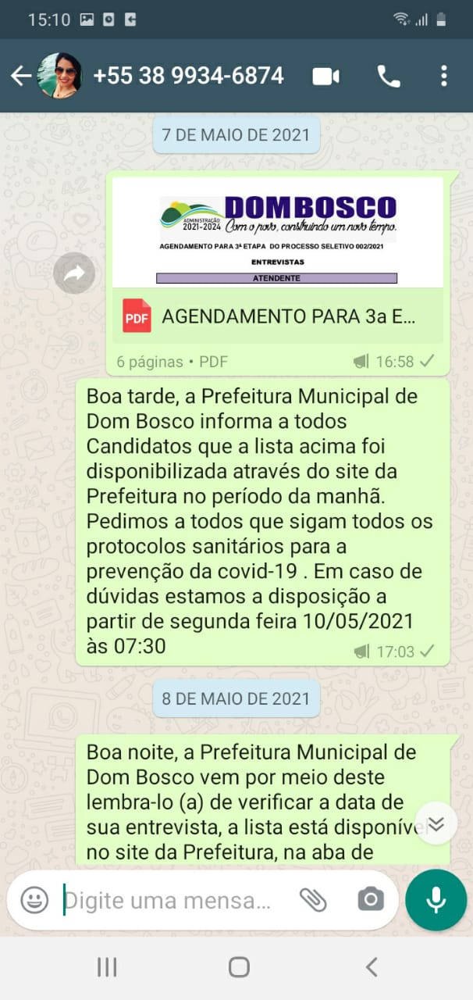 15:10
+55 38 9934-6874
7 DE MAIO DE 2021
DOM BOSCO
ADMINISTRAÇÃO
2021-2024
Com o povo, construindo um novo tempo.
AGENDAMENTO PARA 3ª ETAPA DO PROCESSO SELETIVO 002/2021
ENTREVISTAS
ATENDENTE
PDF
AGENDAMENTO PARA 3a E...
6 páginas • PDF
16:58
Boa tarde, a Prefeitura Municipal de
Dom Bosco informa a todos
Candidatos que a lista acima foi
disponibilizada através do site da
Prefeitura no período da manhã.
Pedimos a todos que sigam todos os
protocolos sanitários para a
prevenção da covid-19 . Em caso de
dúvidas estamos a disposição a
partir de segunda feira 10/05/2021
às 07:30
17:03
8 DE MAIO DE 2021
Boa noite, a Prefeitura Municipal de
Dom Bosco vem por meio deste
lembra-lo (a) de verificar a data de
sua entrevista, a lista está disponíve
no site da Prefeitura, na aba de
Digite uma mensa...